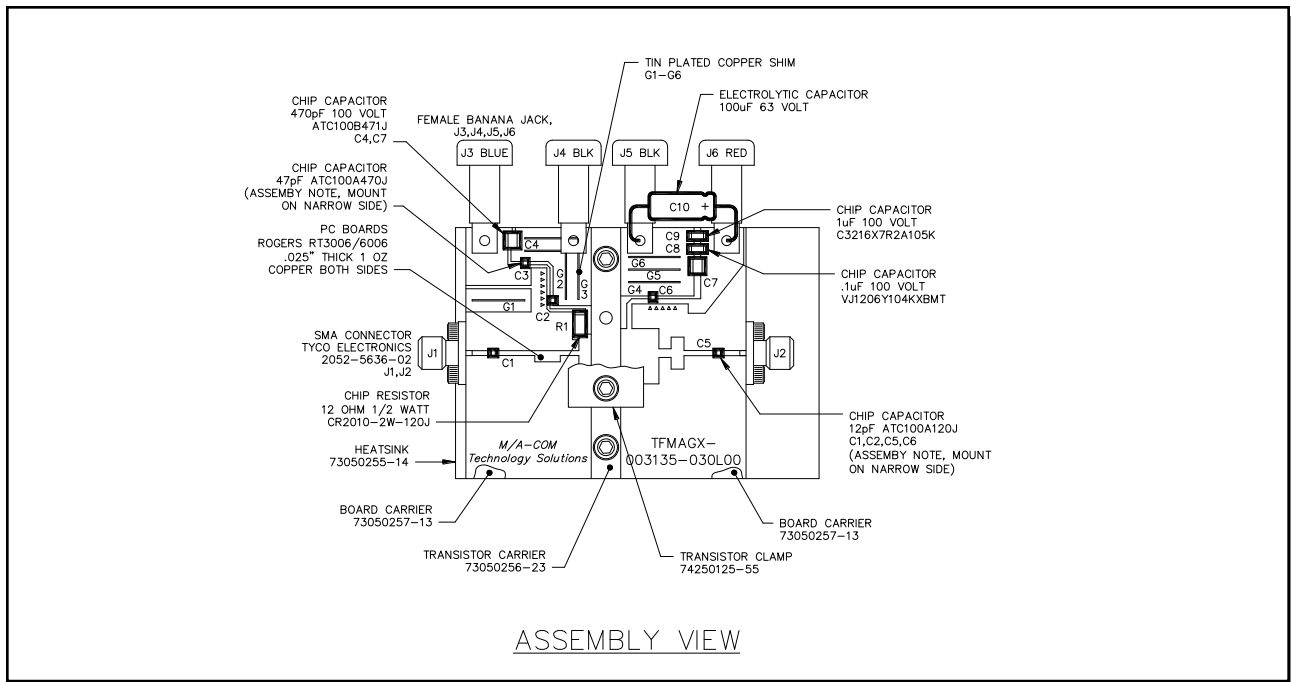 TIN PLATED COPPER SHIM
G1-G6
ELECTROLYTIC CAPACITOR
100uF 63 VOLT
CHIP CAPACITOR
470pF 100 VOLT
ATC100B471J
C4,C7
FEMALE BANANA JACK,
J3,J4,J5,J6
J3 BLUE
J4 BLK
J5 BLK
J6 RED
CHIP CAPACITOR
47pF ATC100A470J
(ASSEMBY NOTE, MOUNT
ON NARROW SIDE)
C10
+
CHIP CAPACITOR
1uF 100 VOLT
C3216X7R2A105K
PC BOARDS
ROGERS RT3006/6006
.025" THICK 1 OZ
COPPER BOTH SIDES
C4
C9
C8
C3
G2
G3
G6
G5
C7
G4
C6
CHIP CAPACITOR
.1uF 100 VOLT
VJ1206Y104KXBMT
G1
C2
R1
SMA CONNECTOR
TYCO ELECTRONICS
2052-5636-02
J1,J2
J1
C1
C5
J2
CHIP RESISTOR
12 OHM 1/2 WATT
CR2010-2W-120J
CHIP CAPACITOR
12pF ATC100A120J
C1,C2,C5,C6
(ASSEMBY NOTE, MOUNT
ON NARROW SIDE)
HEATSINK
73050255-14
M/A-COM
Technology Solutions
TFMAGX-
003135-030L00
BOARD CARRIER
73050257-13
BOARD CARRIER
73050257-13
TRANSISTOR CARRIER
73050256-23
TRANSISTOR CLAMP
74250125-55
ASSEMBLY VIEW